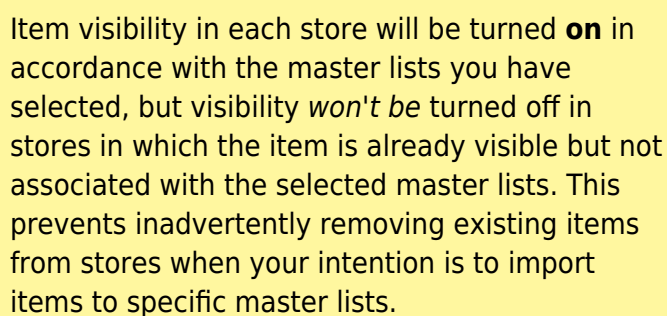 Item visibility in each store will be turned on in
accordance with the master lists you have
selected, but visibility won't be turned off in
stores in which the item is already visible but not
associated with the selected master lists. This
prevents inadvertently removing existing items
from stores when your intention is to import
items to specific master lists.